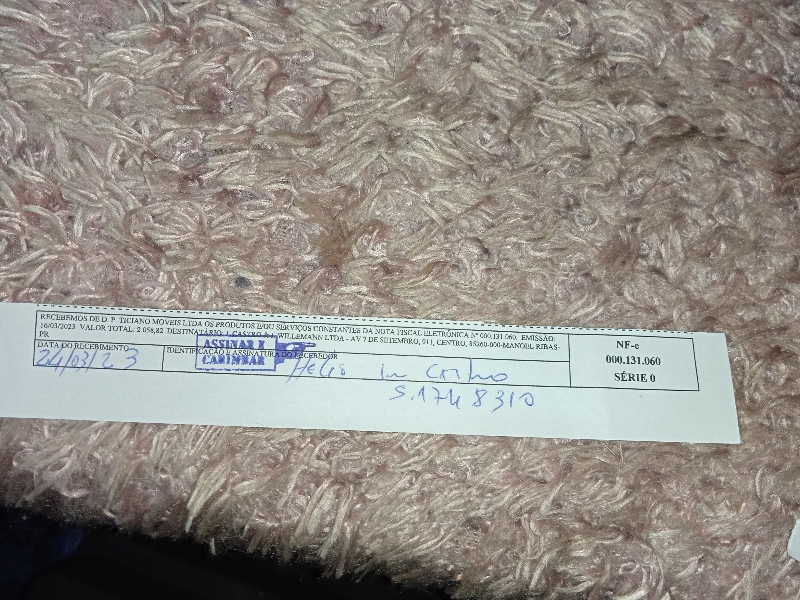 RECEBEMOS DE D. P. TICIANO MOVEIS LTDA OS PRODUTOS E/OU SERVIÇOS CONSTANTES DA NOTA FISCAL ELETRÔNICA Nº 000.131.060, EMISSÃO:
16/03/2023 VALOR TOTAL: 2.058,82 DESTINATÁRIO: J. CASTRO & WILLEMANN LTDA - AV 7 DE SETEMBRO, 911, CENTRO, 85260-000-MANOEL RIBAS-
PR
DATA DO RECEBIMENTO
24/03/23
IDENTIFICAÇÃO E ASSINATURA DO RECEBEDOR
ASSINAR E
CARIMBAR
HELIO
5.1748310
NF-e
000.131.060
SÉRIE 0